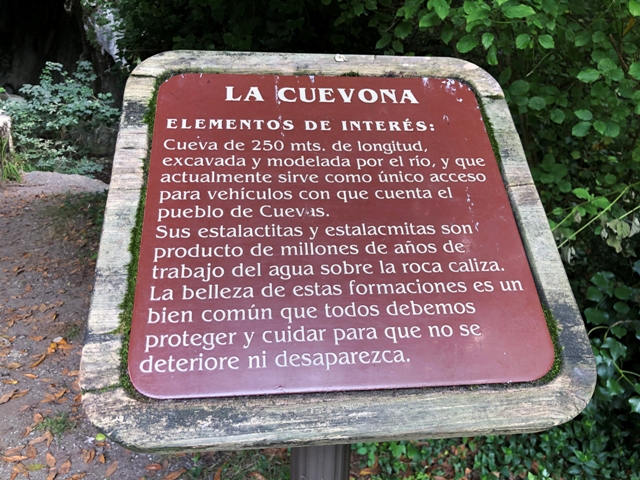 LA CUEVONA
ELEMENTOS DE INTERÉS:
Cueva de 250 mts. de longitud,
excavada y modelada por el río, y que
actualmente sirve como único acceso
para vehículos con que cuenta el
pueblo de Cuevas.
Sus estalactitas y estalacmitas son
producto de millones de años de
trabajo del agua sobre la roca caliza.
La belleza de estas formaciones es un
bien común que todos debemos
proteger y cuidar para que no se
deteriore ni desaparezca.